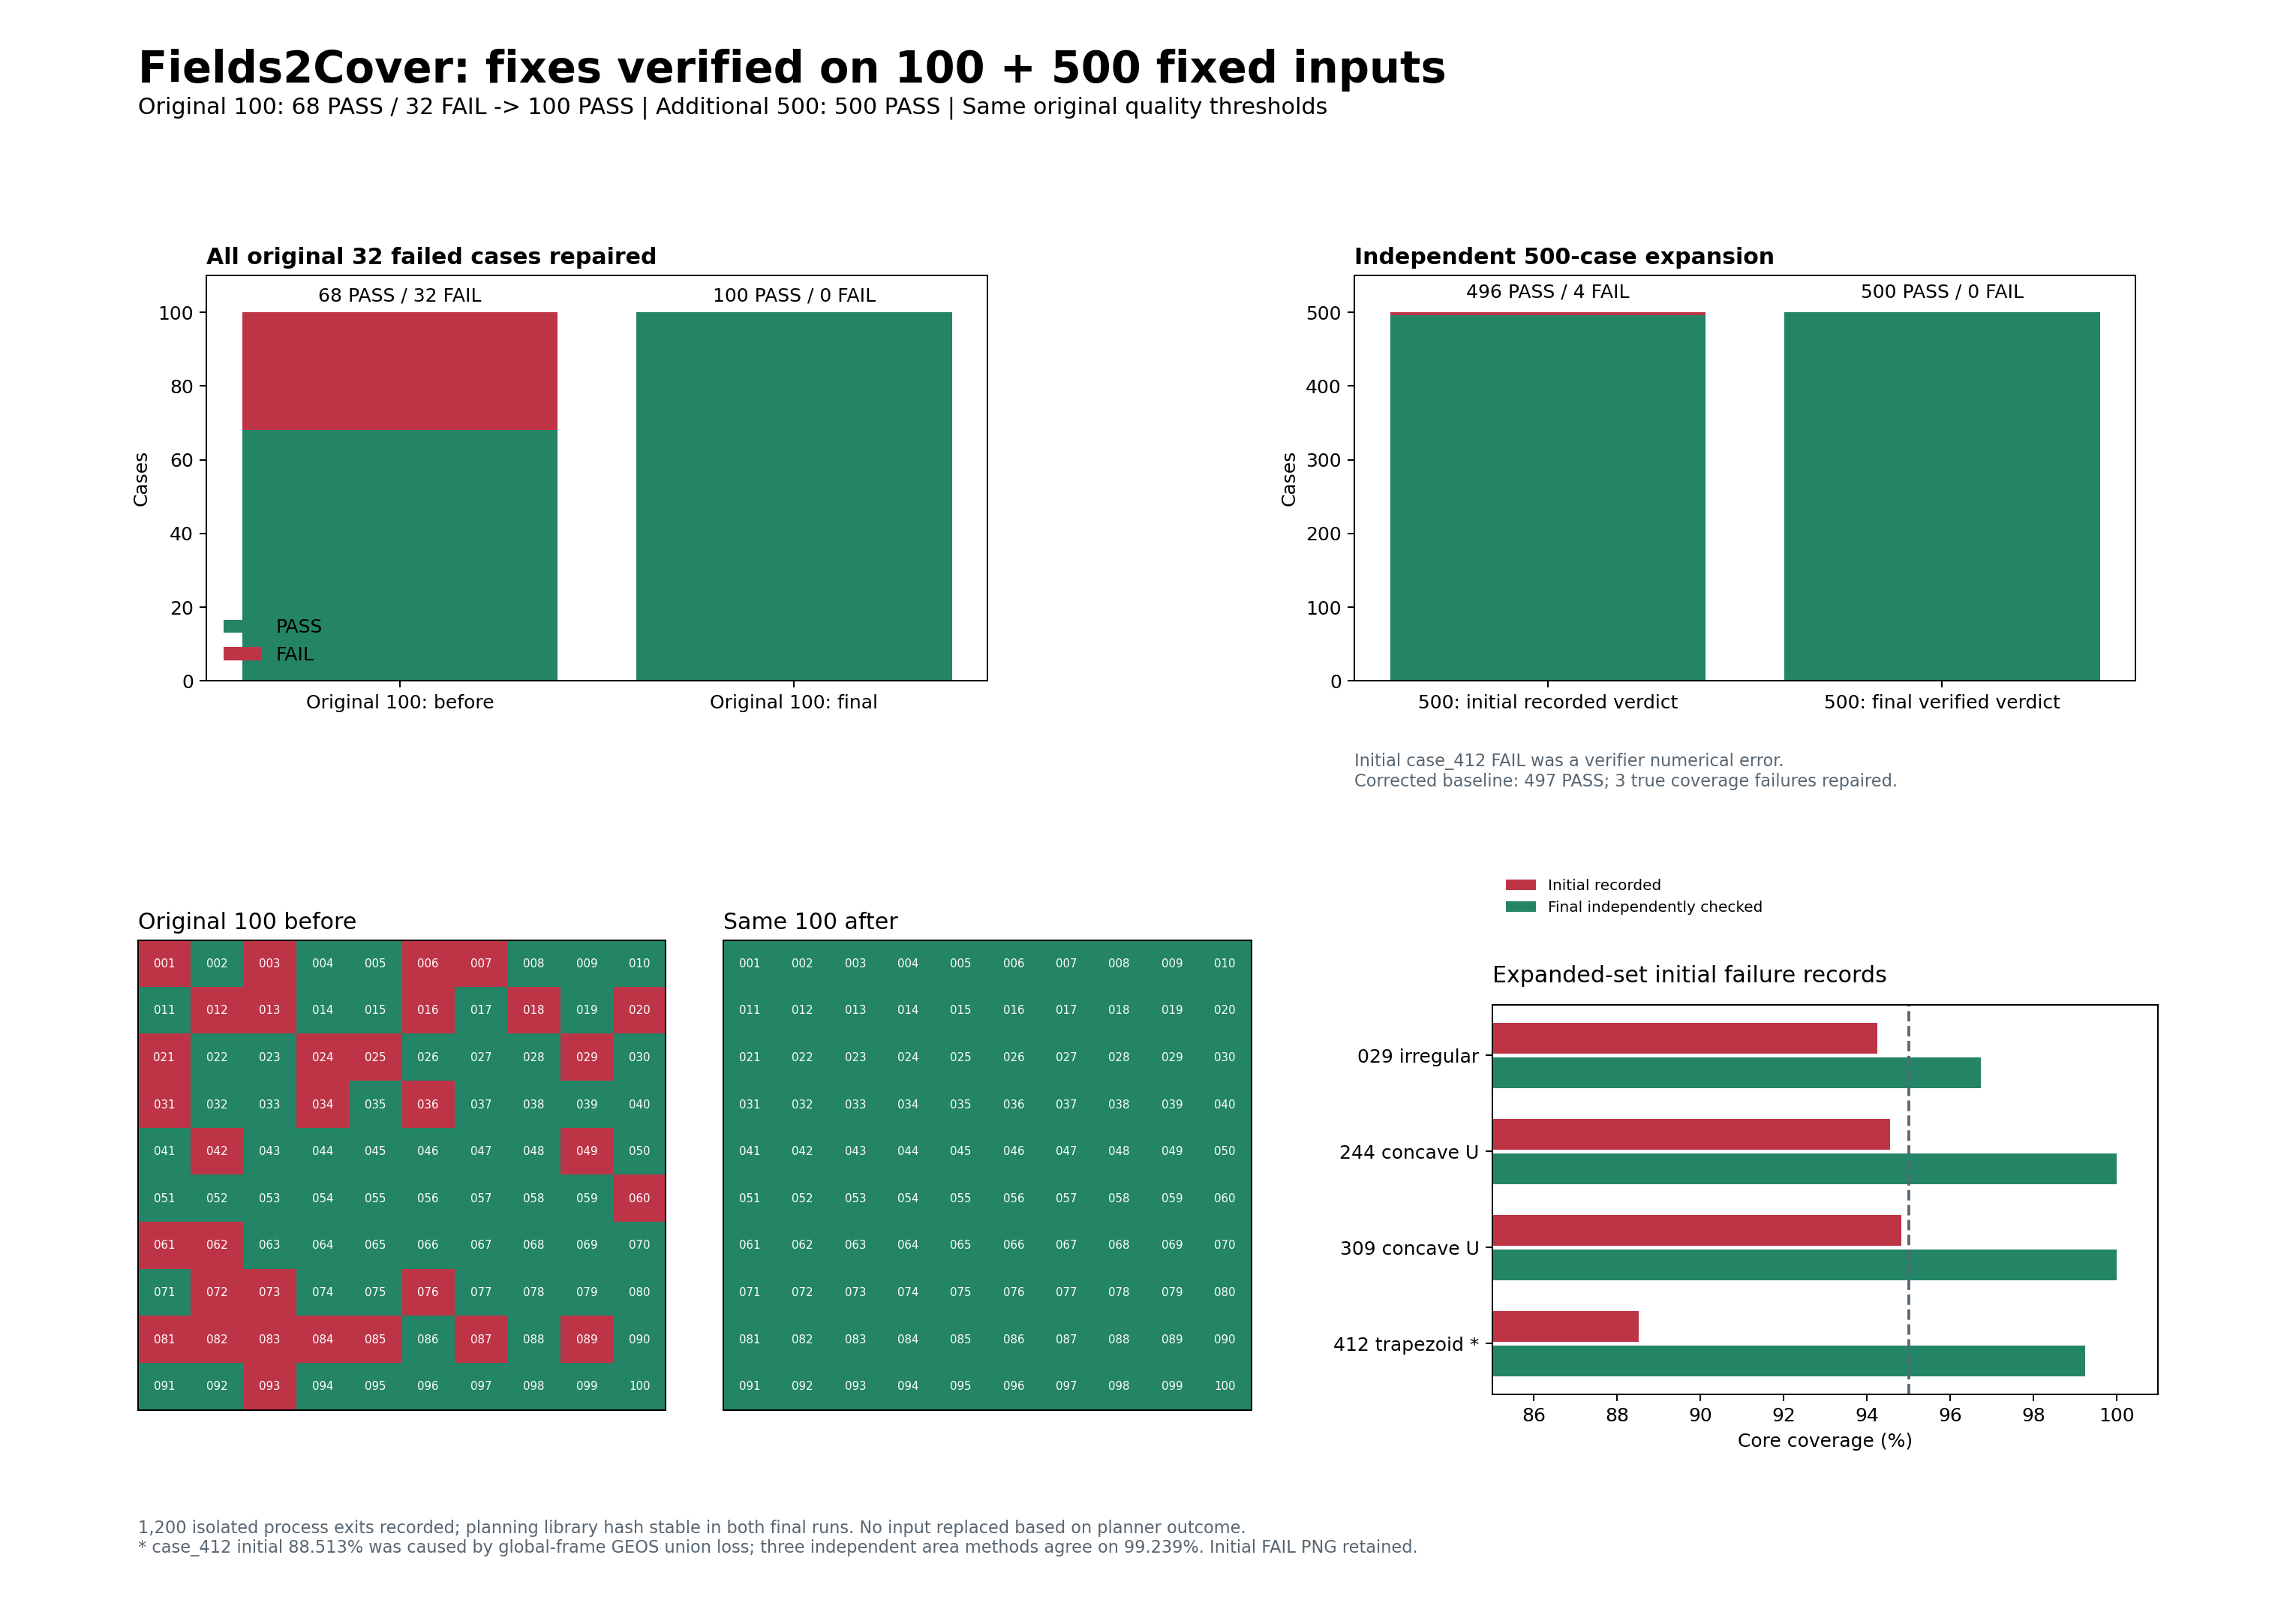 Fields2Cover: fixes verified on 100 + 500 fixed inputs
Original 100: 68 PASS / 32 FAIL -> 100 PASS | Additional 500: 500 PASS | Same original quality thresholds
All original 32 failed cases repaired
68 PASS / 32 FAIL
100 PASS / 0 FAIL
100
80
60
40
20
0
Cases
PASS
FAIL
Original 100: before
Original 100: final
Independent 500-case expansion
496 PASS / 4 FAIL
500 PASS / 0 FAIL
500
400
300
200
100
0
Cases
500: initial recorded verdict
500: final verified verdict
Initial case_412 FAIL was a verifier numerical error.
Corrected baseline: 497 PASS; 3 true coverage failures repaired.
Original 100 before
001 002 003 004 005 006 007 008 009 010
011 012 013 014 015 016 017 018 019 020
021 022 023 024 025 026 027 028 029 030
031 032 033 034 035 036 037 038 039 040
041 042 043 044 045 046 047 048 049 050
051 052 053 054 055 056 057 058 059 060
061 062 063 064 065 066 067 068 069 070
071 072 073 074 075 076 077 078 079 080
081 082 083 084 085 086 087 088 089 090
091 092 093 094 095 096 097 098 099 100
Same 100 after
001 002 003 004 005 006 007 008 009 010
011 012 013 014 015 016 017 018 019 020
021 022 023 024 025 026 027 028 029 030
031 032 033 034 035 036 037 038 039 040
041 042 043 044 045 046 047 048 049 050
051 052 053 054 055 056 057 058 059 060
061 062 063 064 065 066 067 068 069 070
071 072 073 074 075 076 077 078 079 080
081 082 083 084 085 086 087 088 089 090
091 092 093 094 095 096 097 098 099 100
Initial recorded
Final independently checked
Expanded-set initial failure records
029 irregular
244 concave U
309 concave U
412 trapezoid *
86 88 90 92 94 96 98 100
Core coverage (%)
1,200 isolated process exits recorded; planning library hash stable in both final runs. No input replaced based on planner outcome.
* case_412 initial 88.513% was caused by global-frame GEOS union loss; three independent area methods agree on 99.239%. Initial FAIL PNG retained.